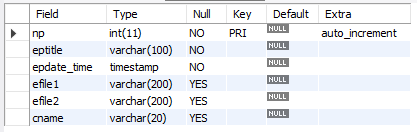 Field Type Null Key Default Extra
np int(11) NO PRI NULL auto_increment
eptitle varchar(100) NO NULL
epdate_time timestamp NO NULL
efile1 varchar(200) YES NULL
efile2 varchar(200) YES NULL
cname varchar(20) YES NULL